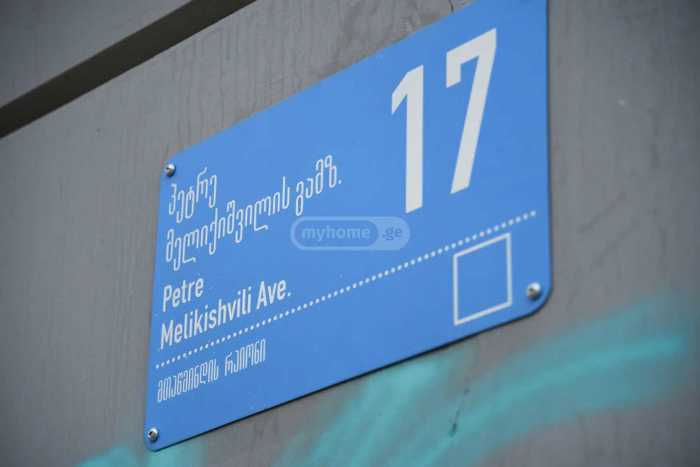 17
პეტრე
მელიქიშვილის გამზ.
myhome.ge
Petre
Melikishvili Ave.
მთაწმინდის რაიონი